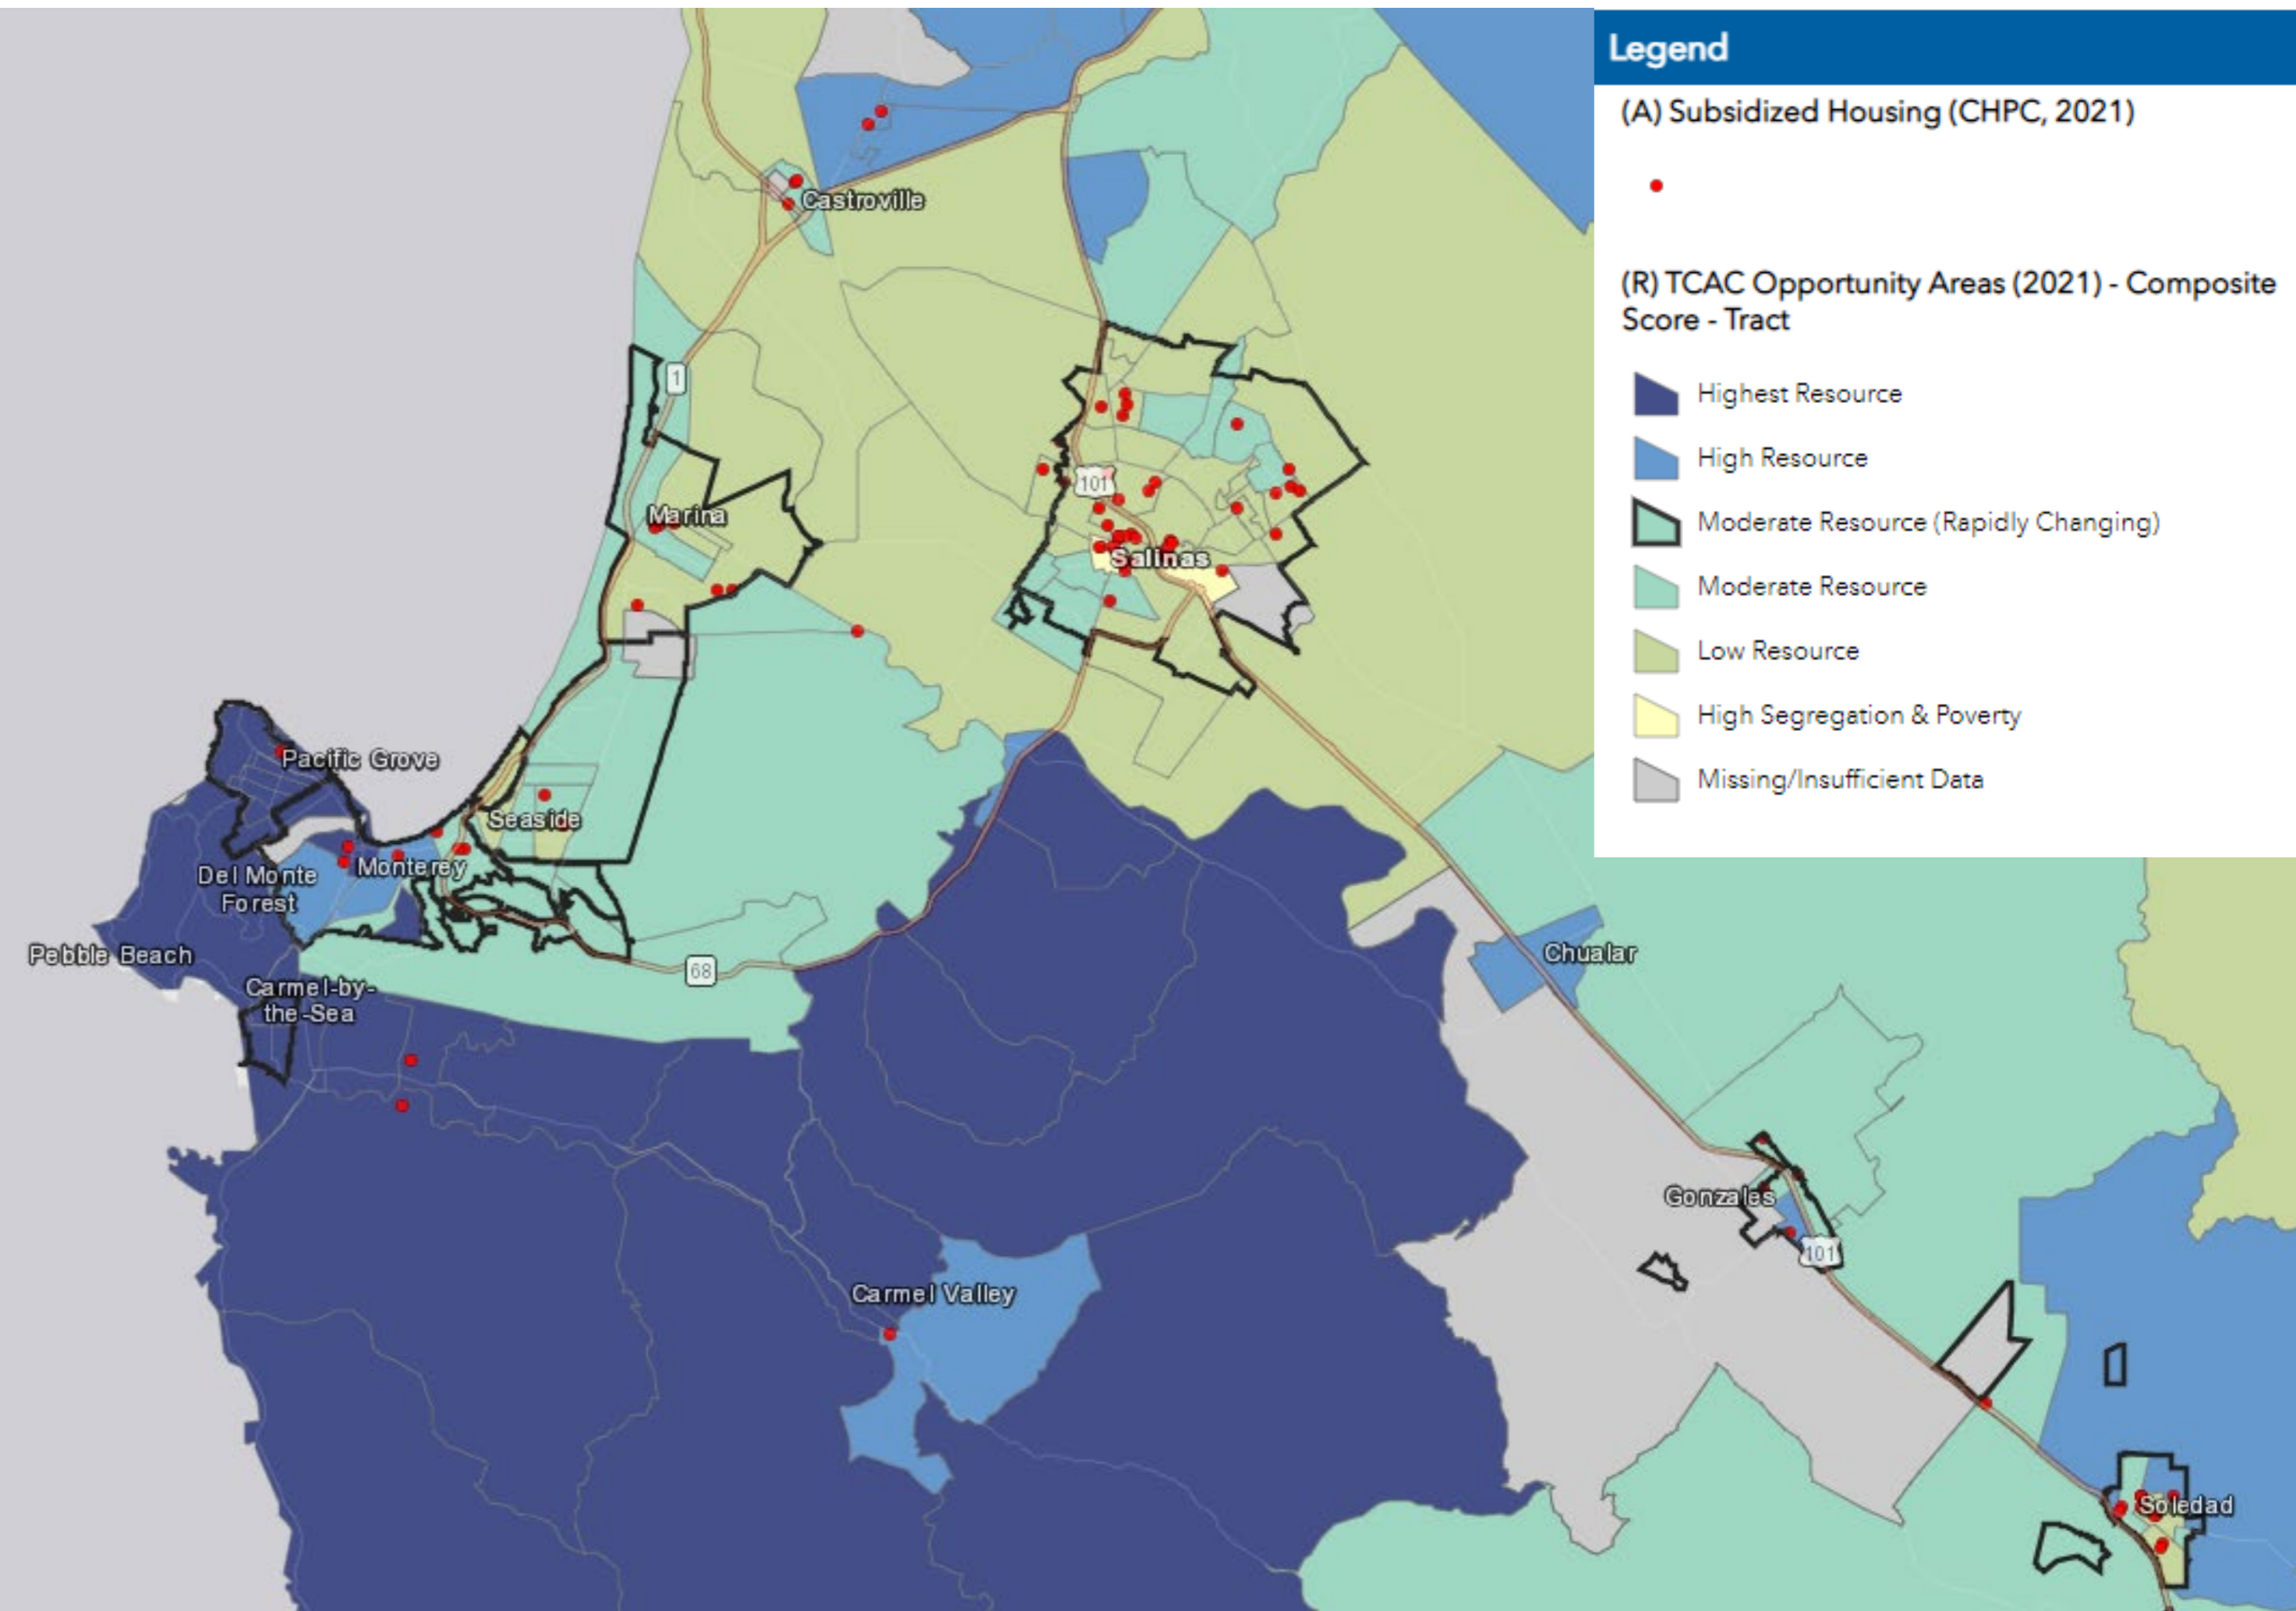 Legend
(A) Subsidized Housing (CHPC, 2021)
(R) TCAC Opportunity Areas (2021) - Composite
Score - Tract
Highest Resource
High Resource
Moderate Resource (Rapidly Changing)
Moderate Resource
Low Resource
High Segregation & Poverty
Missing/Insufficient Data
Castroville
1
101
Marina
Salinas
Pacific Grove
Seaside
Monterey
Del Monte
Forest
Pebble Beach
68
Chualar
Carmel-by-
the-Sea
Gonzales
101
Carmel Valley
Soledad